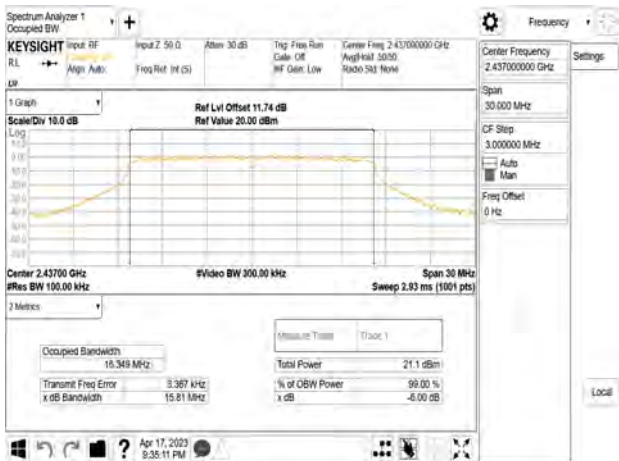 Spectrum Analyzer 1
Occupied BW
Frequency
KEYSIGHT
RL
Input: RF
Align: Auto
Input Z: 50 Ω
Freq Ref: Int (S)
Atten: 30 dB
Trig: Free Run
Gate: Off
#IF Gain: Low
Center Freq: 2.437000000 GHz
Avg|Hold: 50/50
Radio Std: None
Center Frequency
2.437000000 GHz
Settings
Span
30.000 MHz
CF Step
3.000000 MHz
Auto
Man
Freq Offset
0 Hz
Local
1 Graph
Scale/Div 10.0 dB
Ref Lvl Offset 11.74 dB
Ref Value 20.00 dBm
Log
Center 2.43700 GHz
#Res BW 100.00 kHz
#Video BW 300.00 kHz
Span 30 MHz
Sweep 2.93 ms (1001 pts)
2 Metrics
Measure Trace
Trace 1
Occupied Bandwidth
16.349 MHz
Total Power
21.1 dBm
Transmit Freq Error
3.367 kHz
% of OBW Power
99.00 %
x dB Bandwidth
15.81 MHz
x dB
-6.00 dB
Apr 17, 2023
9:35:11 PM